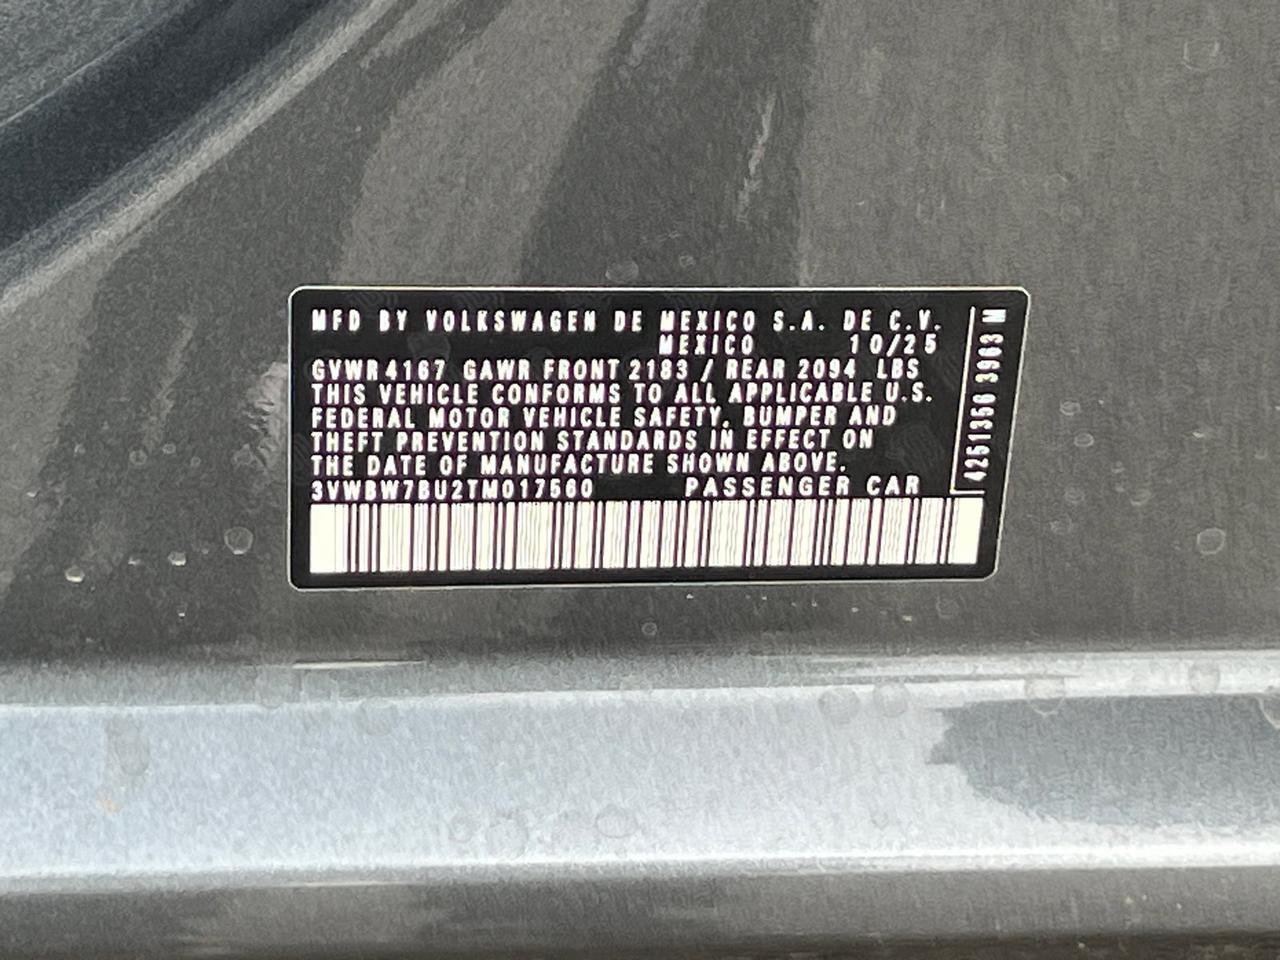 MFD BY VOLKSWAGEN DE MEXICO S.A. DE C.V.
MEXICO 10/25
GVWR 4167 GAWR FRONT 2183 / REAR 2094 LBS
THIS VEHICLE CONFORMS TO ALL APPLICABLE U.S.
FEDERAL MOTOR VEHICLE SAFETY, BUMPER AND
THEFT PREVENTION STANDARDS IN EFFECT ON
THE DATE OF MANUFACTURE SHOWN ABOVE.
3VWBW7BU2TM017560 PASSENGER CAR
4251356 3963 M